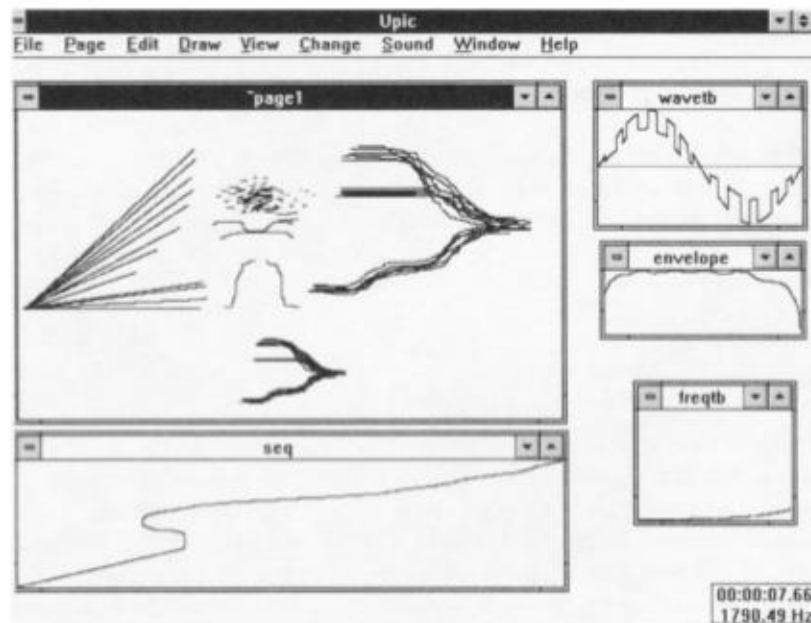 Upic
File Page Edit Draw View Change Sound Window Help
~page1
wavetb
envelope
freqtb
seq
00:00:07.66
1790.49 Hz